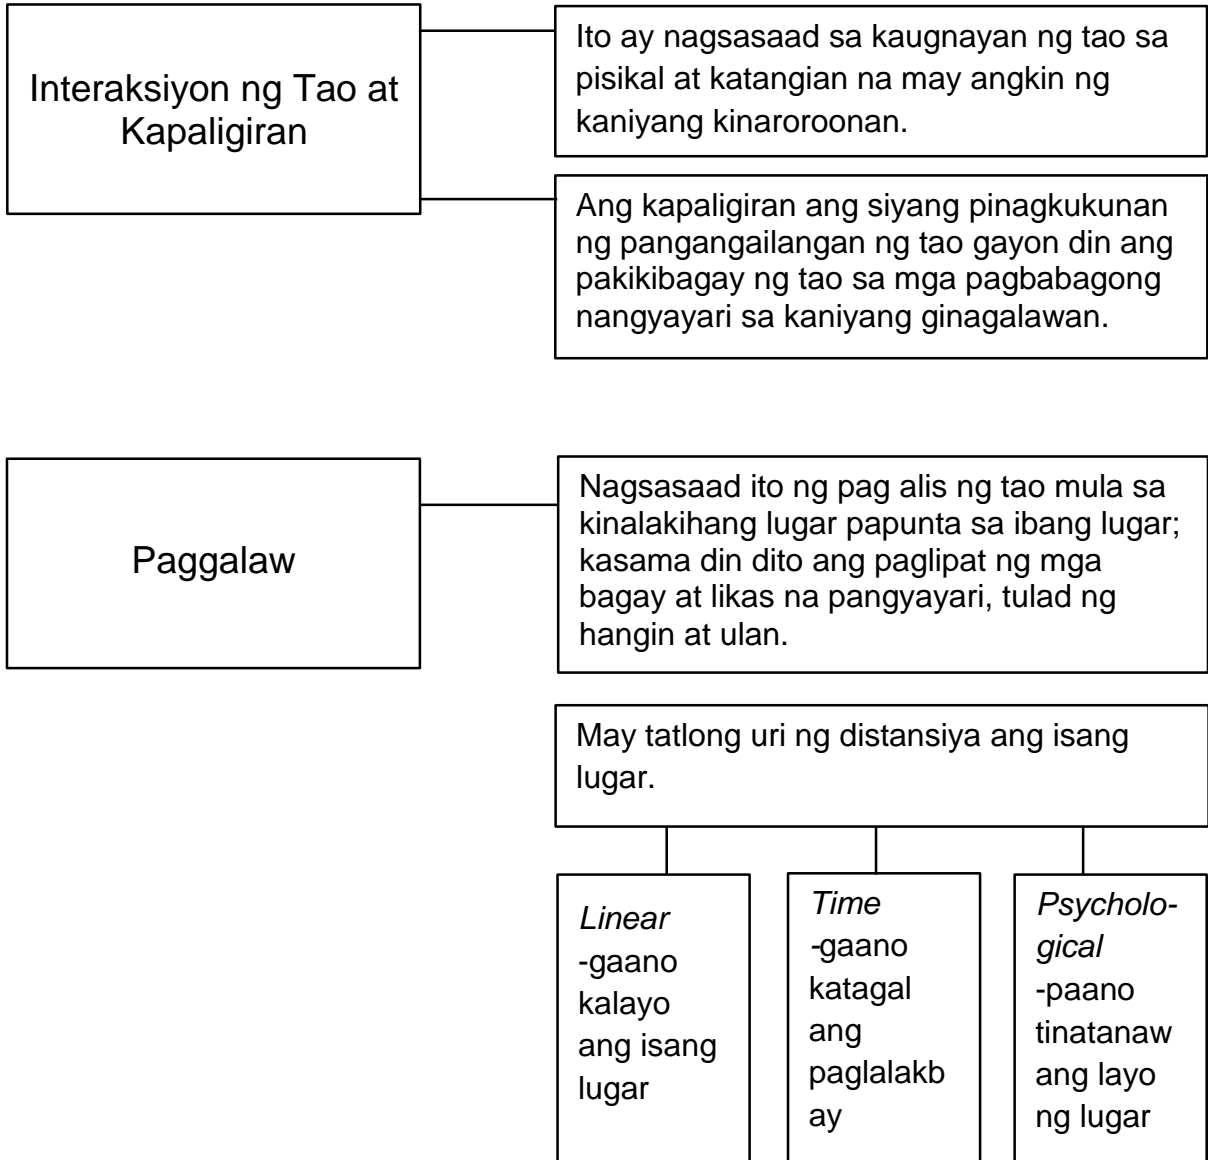 Interaksiyon ng Tao at
Kapaligiran
Ito ay nagsasaad sa kaugnayan ng tao sa
pisikal at katangian na may angkin ng
kaniyang kinaroroonan.
Ang kapaligiran ang siyang pinagkukunan
ng pangangailangan ng tao gayon din ang
pakikibagay ng tao sa mga pagbabagong
nangyayari sa kaniyang ginagalawan.
Paggalaw
Nagsasaad ito ng pag alis ng tao mula sa
kinalakihang lugar papunta sa ibang lugar;
kasama din dito ang paglipat ng mga
bagay at likas na pangyayari, tulad ng
hangin at ulan.
May tatlong uri ng distansiya ang isang
lugar.
Linear
-gaano
kalayo
ang isang
lugar
Time
-gaano
katagal
ang
paglalakb
ay
Psycholo-
gical
-paano
tinatanaw
ang layo
ng lugar